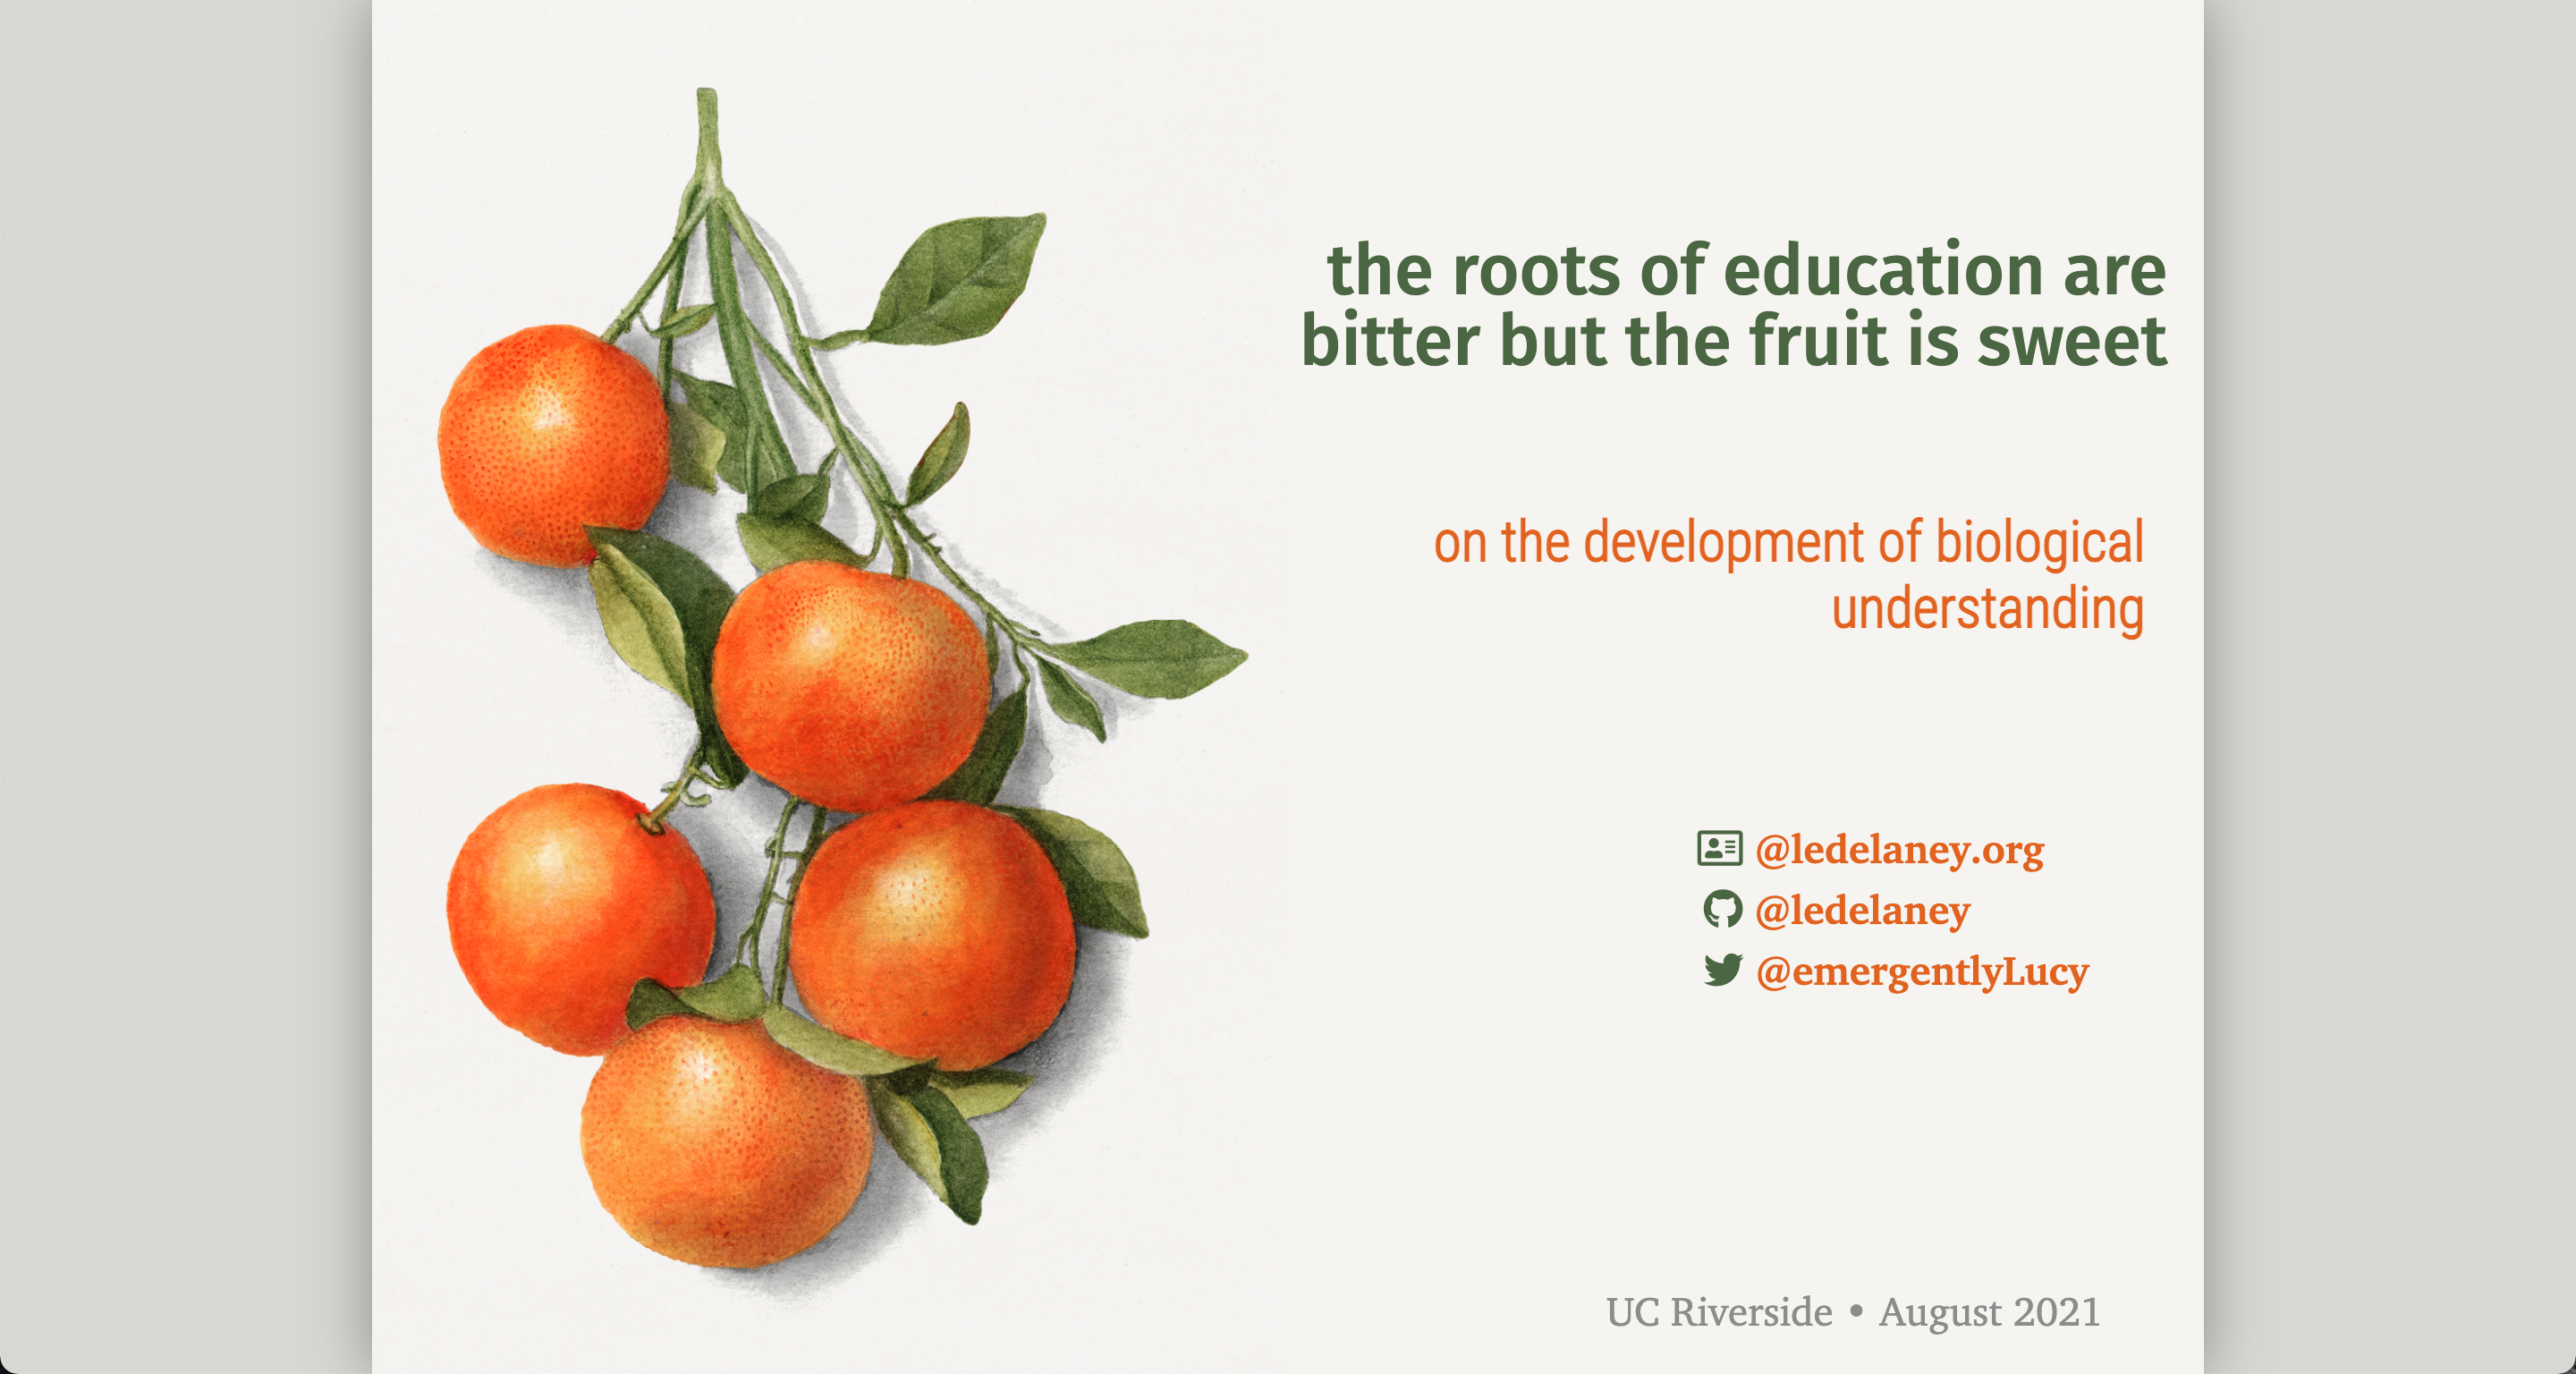 the roots of education are
bitter but the fruit is sweet
on the development of biological
understanding
@ledelaney.org
@ledelaney
@emergentlyLucy
UC Riverside • August 2021